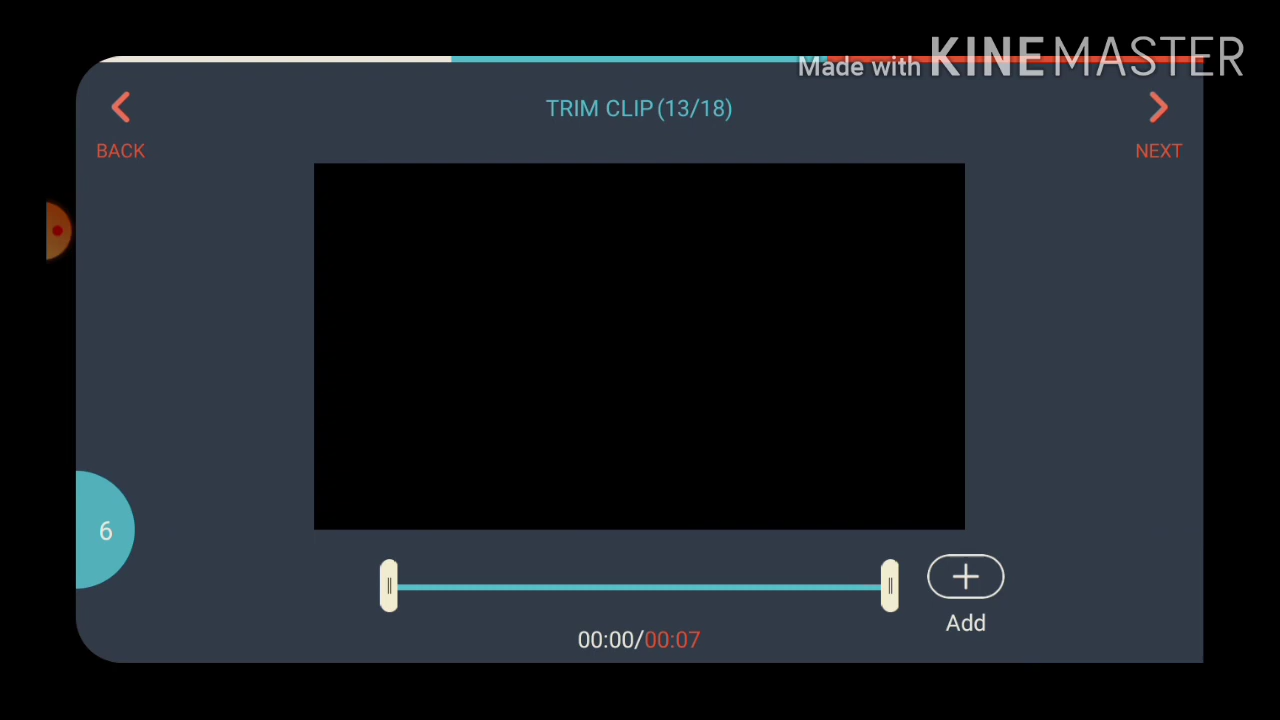 Made with KINEMASTER
TRIM CLIP (13/18)
BACK
NEXT
6
Add
00:00/00:07